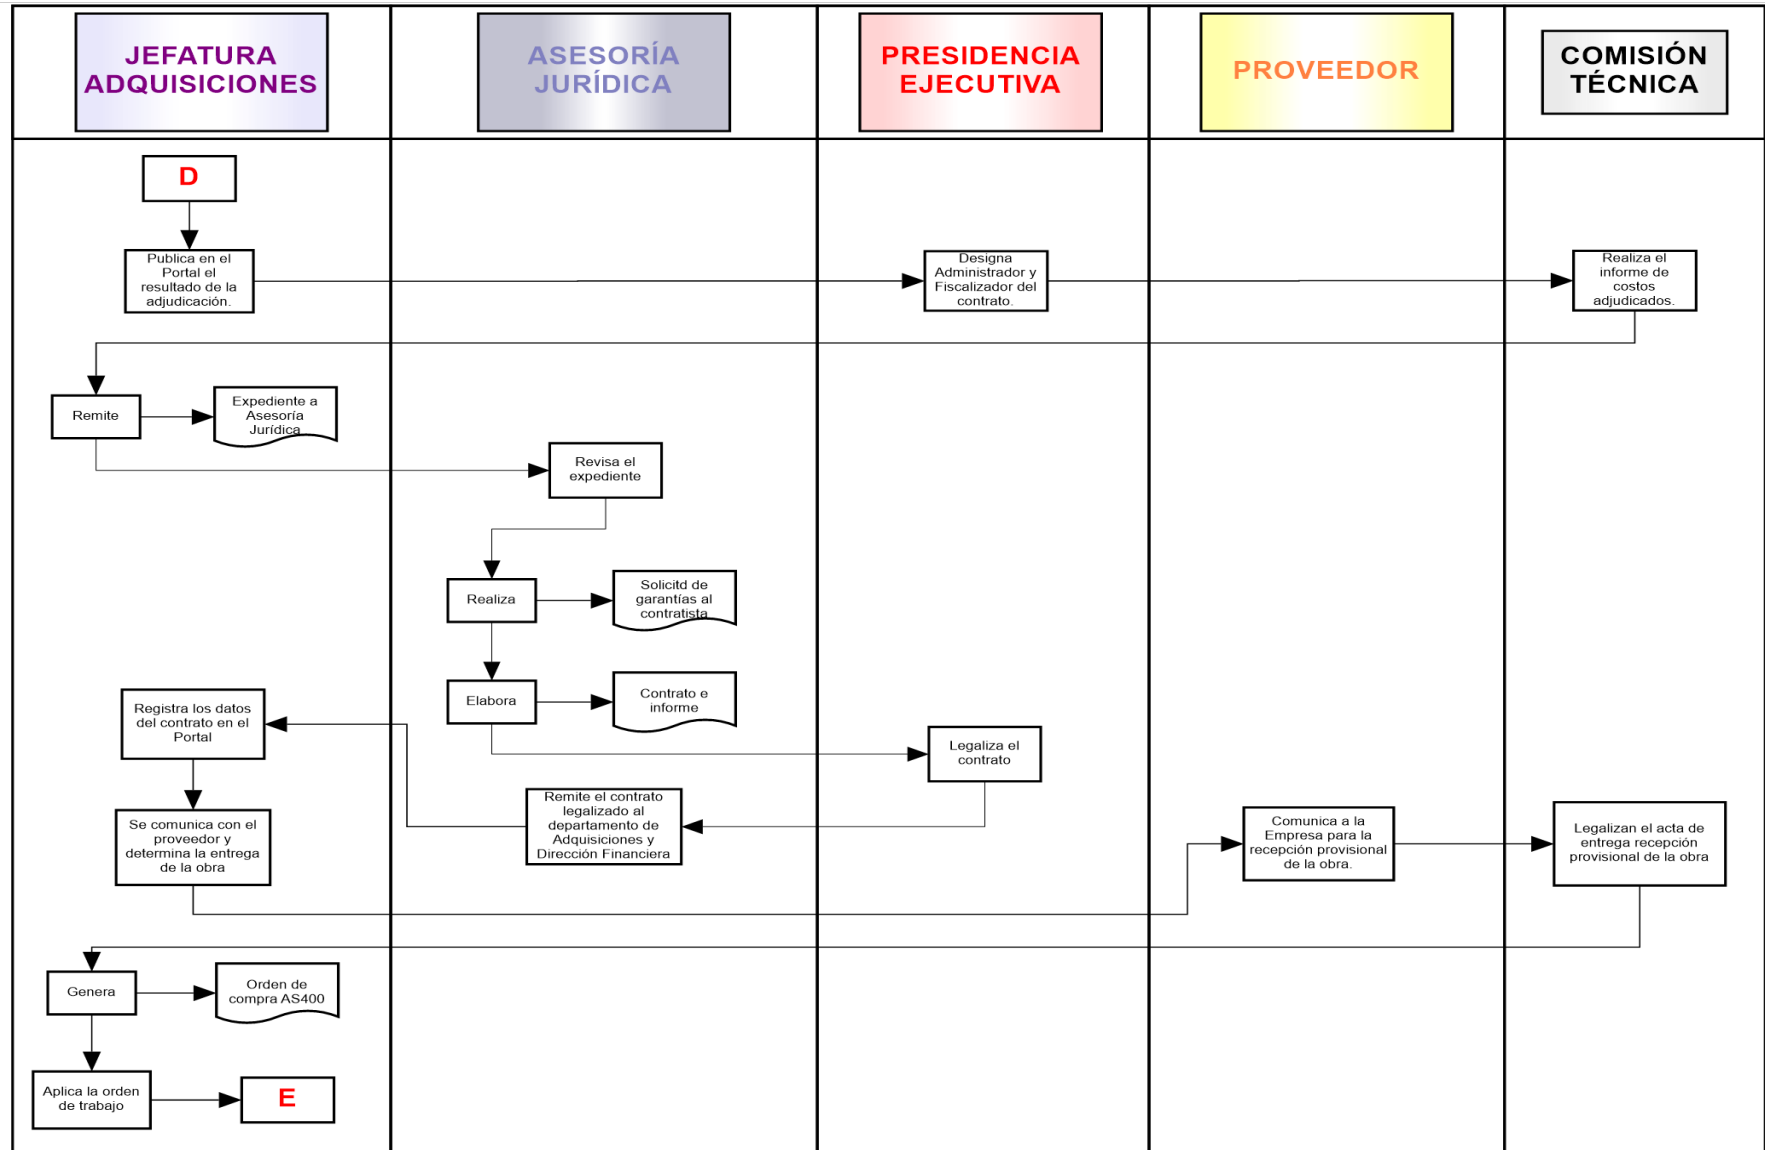 JEFATURA
ADQUISICIONES
ASESORÍA
JURÍDICA
PRESIDENCIA
EJECUTIVA
PROVEEDOR
COMISIÓN
TÉCNICA
D
Publica en el
Portal el
resultado de la
adjudicación.
Designa
Administrador y
Fiscalizador del
contrato.
Realiza el
informe de
costos
adjudicados.
Remite
Expediente a
Asesoría
Jurídica
Revisa el
expediente
Realiza
Solicitd de
garantías al
contratista
Elabora
Contrato e
informe
Registra los datos
del contrato en el
Portal
Legaliza el
contrato
Remite el contrato
legalizado al
departamento de
Adquisiciones y
Dirección Financiera
Se comunica con el
proveedor y
determina la entrega
de la obra
Comunica a la
Empresa para la
recepción provisional
de la obra.
Legalizan el acta de
entrega recepción
provisional de la obra
Genera
Orden de
compra AS400
Aplica la orden
de trabajo
E